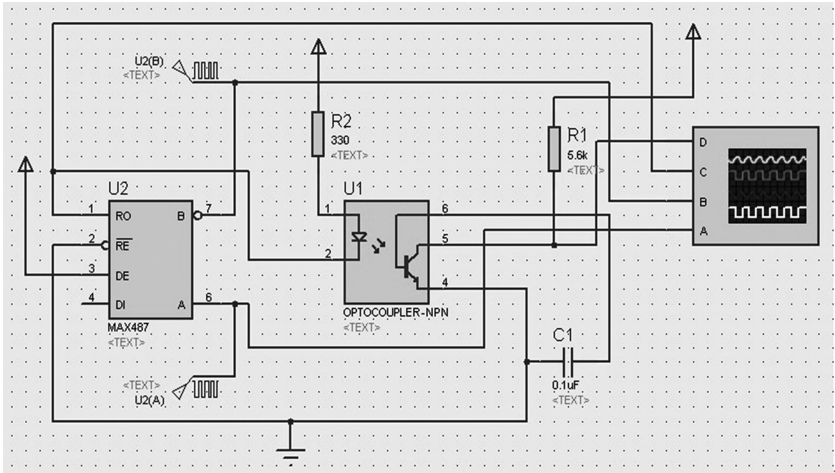 U2(B)
<TEXT>
R2
330
<TEXT>
R1
5.6k
<TEXT>
D
C
B
A
U2
1 RO B 7
2 RE
3 DE
4 DI A 6
MAX487
<TEXT>
U1
1
2
6
5
4
OPTOCOUPLER-NPN
<TEXT>
C1
0.1uF
<TEXT>
<TEXT>
U2(A)